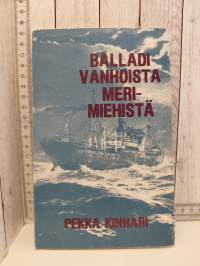 BALLADI
VANHOISTA
MERI-
MIEHISTÄ
PEKKA KINNARI